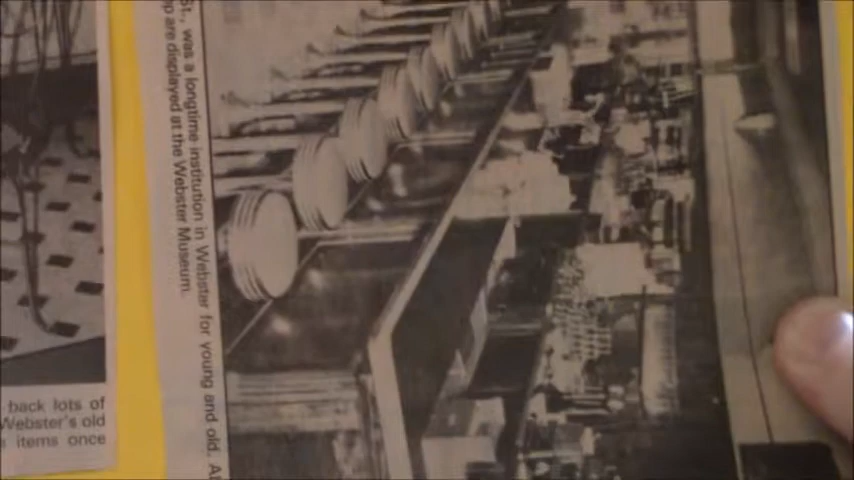 St., was a longtime institution in Webster for young and old.
are displayed at the Webster Museum.
back lots of
Webster's old
items once